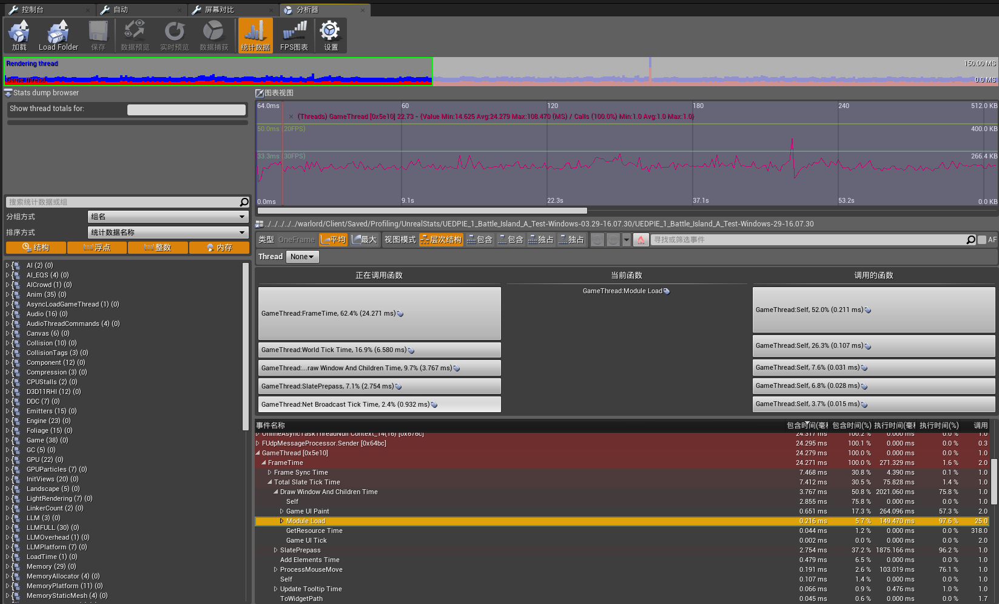 控制台
自动
屏幕对比
分析器
加载
Load Folder
保存
数据预览
实时预览
数据捕获
统计数据
FPS图表
设置
Rendering thread
150.00 MS
Game thread
0.0 MS
Stats dump browser
Show thread totals for:
搜索统计数据或组
分组方式
组名
排序方式
统计数据名称
结构
浮点
整数
内存
AI (2) (0)
AI_EQS (4) (0)
AICrowd (1) (0)
Anim (35) (0)
AsyncLoadGameThread (1) (0)
Audio (16) (0)
AudioThreadCommands (4) (0)
Canvas (6) (0)
Collision (10) (0)
CollisionTags (3) (0)
Component (12) (0)
Compression (3) (0)
CPUStalls (2) (0)
D3D11RHI (12) (0)
DDC (7) (0)
Emitters (15) (0)
Engine (23) (0)
Foliage (15) (0)
Game (38) (0)
GC (5) (0)
GPU (22) (0)
GPUParticles (7) (0)
InitViews (20) (0)
Landscape (5) (0)
LightRendering (7) (0)
LinkerCount (2) (0)
LLM (3) (0)
LLMFULL (30) (0)
LLMOverhead (1) (0)
LLMPlatform (7) (0)
LoadTime (1) (0)
Memory (29) (0)
MemoryAllocator (4) (0)
MemoryPlatform (11) (0)
MemoryStaticMesh (4) (0)
图表视图
64.0ms 60 120 180 240 512.0 KB
(Threads) GameThread [0x5e10] 22.73 - (Value Min:14.625 Avg:24.279 Max:108.470 (MS) / Calls (100.0%) Min:1.0 Avg:1.0 Max:1.0)
50.0ms (20FPS) 400.0 KB
33.3ms (30FPS) 266.4 KB
0.0ms 9.1s 22.3s 37.1s 53.2s 0.0 KB
../../../../../warlord/Client/Saved/Profiling/UnrealStats/UEDPIE_1_Battle_Island_A_Test-Windows-03.29-16.07.30/UEDPIE_1_Battle_Island_A_Test-Windows-29-16.07.30
类型 OneFrame 平均 最大 视图模式 层次结构 包含 包含 独占 独占 寻找或筛选事件 AF
Thread None
正在调用函数
GameThread:FrameTime, 62.4% (24.271 ms)
GameThread:World Tick Time, 16.9% (6.580 ms)
GameThread:...raw Window And Children Time, 9.7% (3.767 ms)
GameThread:SlatePrepass, 7.1% (2.754 ms)
GameThread:Net Broadcast Tick Time, 2.4% (0.932 ms)
当前函数
GameThread:Module Load
调用的函数
GameThread:Self, 52.0% (0.211 ms)
GameThread:Self, 26.3% (0.107 ms)
GameThread:Self, 7.6% (0.031 ms)
GameThread:Self, 6.8% (0.028 ms)
GameThread:Self, 3.7% (0.015 ms)
事件名称 包含时间(毫秒 包含时间(%) 执行时间(毫秒 执行时间(%) 调用
OnlineAsyncTaskThreadNull Context_14(16) [0x676c] 24.317 ms 100.2 % 0.000 ms 0.0 % 1.0
FUdpMessageProcessor.Sender [0x64bc] 24.295 ms 100.1 % 0.000 ms 0.0 % 0.3
GameThread [0x5e10] 24.279 ms 100.0 % 0.000 ms 0.0 % 1.0
FrameTime 24.271 ms 100.0 % 271.329 ms 1.6 % 2.0
Frame Sync Time 7.468 ms 30.8 % 4.390 ms 0.1 % 1.0
Total Slate Tick Time 7.412 ms 30.5 % 75.828 ms 1.4 % 1.0
Draw Window And Children Time 3.767 ms 50.8 % 2021.060 ms 75.8 % 1.0
Self 2.855 ms 75.8 % 0.000 ms 0.0 % 1.0
Game UI Paint 0.651 ms 17.3 % 264.096 ms 57.3 % 2.0
Module Load 0.216 ms 5.7 % 149.470 ms 97.6 % 25.0
GetResource Time 0.044 ms 1.2 % 0.000 ms 0.0 % 318.0
Game UI Tick 0.002 ms 0.0 % 0.000 ms 0.0 % 2.0
SlatePrepass 2.754 ms 37.2 % 1875.166 ms 96.2 % 1.0
Add Elements Time 0.479 ms 6.5 % 0.000 ms 0.0 % 1.0
ProcessMouseMove 0.191 ms 2.6 % 103.019 ms 76.1 % 1.0
Self 0.107 ms 1.4 % 0.000 ms 0.0 % 1.0
Update Tooltip Time 0.066 ms 0.9 % 0.476 ms 1.0 % 1.0
ToWidgetPath 0.045 ms 0.6 % 0.000 ms 0.0 % 1.7